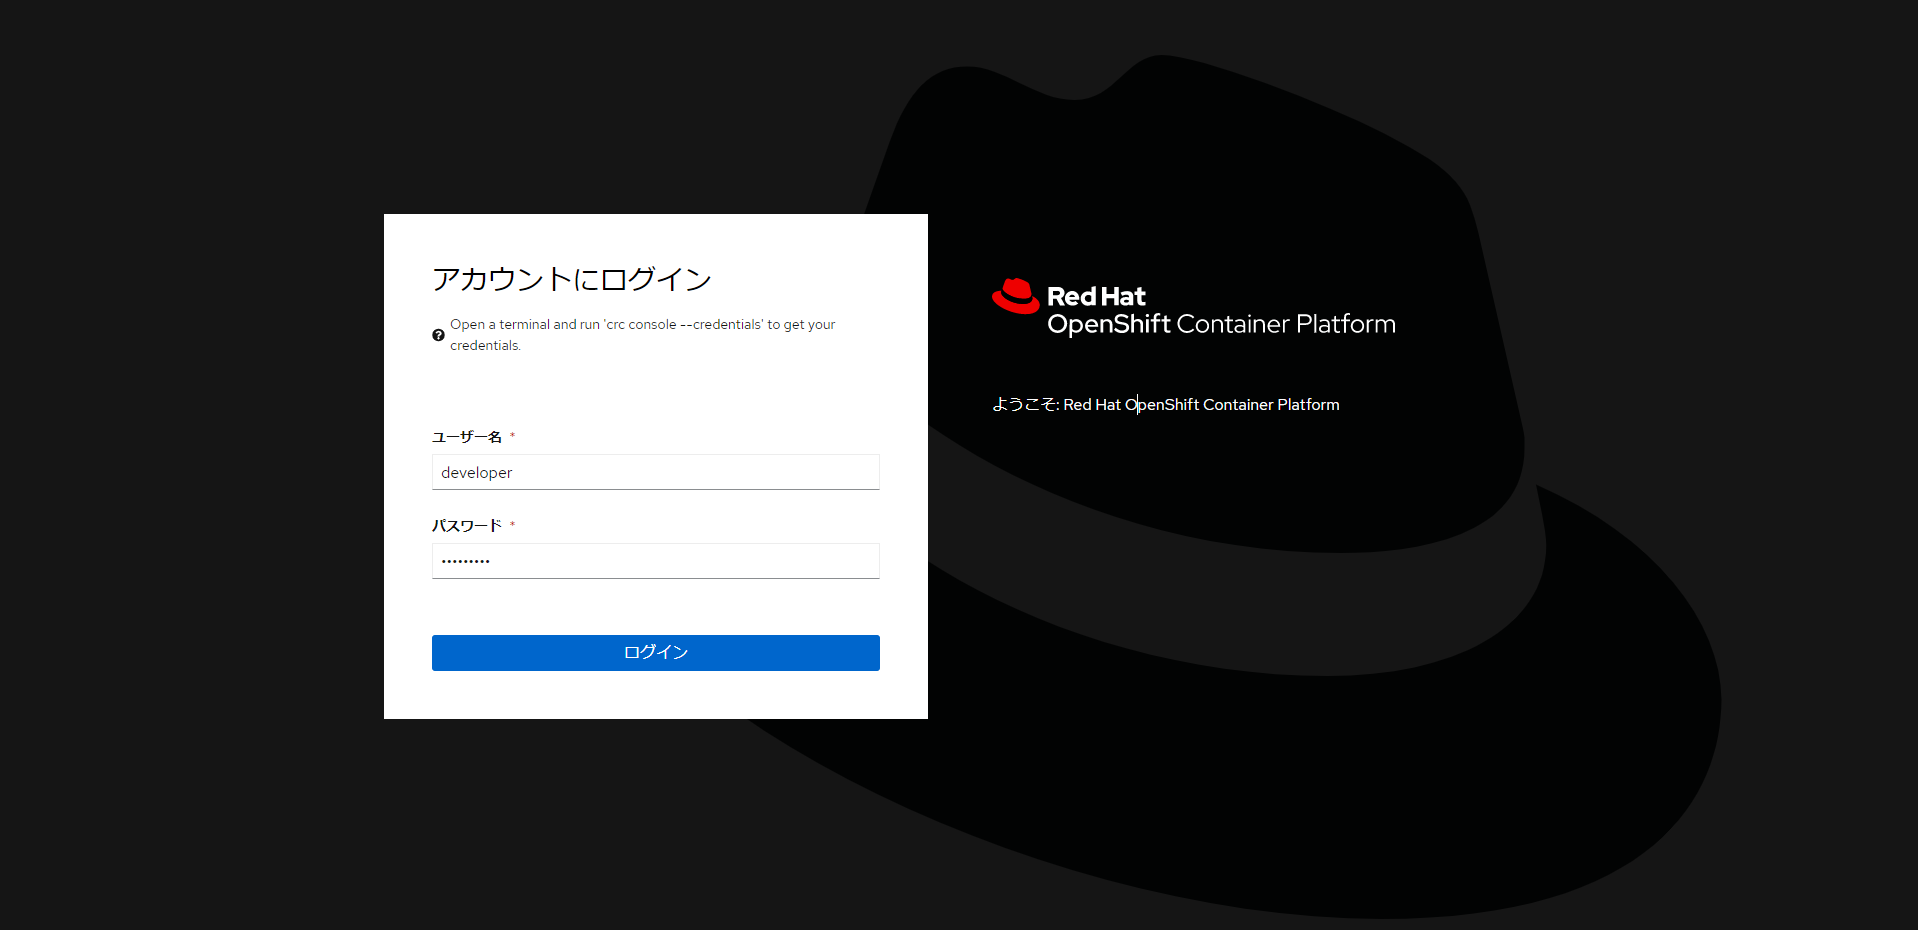 アカウントにログイン
Open a terminal and run 'crc console --credentials' to get your
credentials.
ユーザー名 *
developer
パスワード *
•••••••••
ログイン
Red Hat
OpenShift Container Platform
ようこそ: Red Hat OpenShift Container Platform